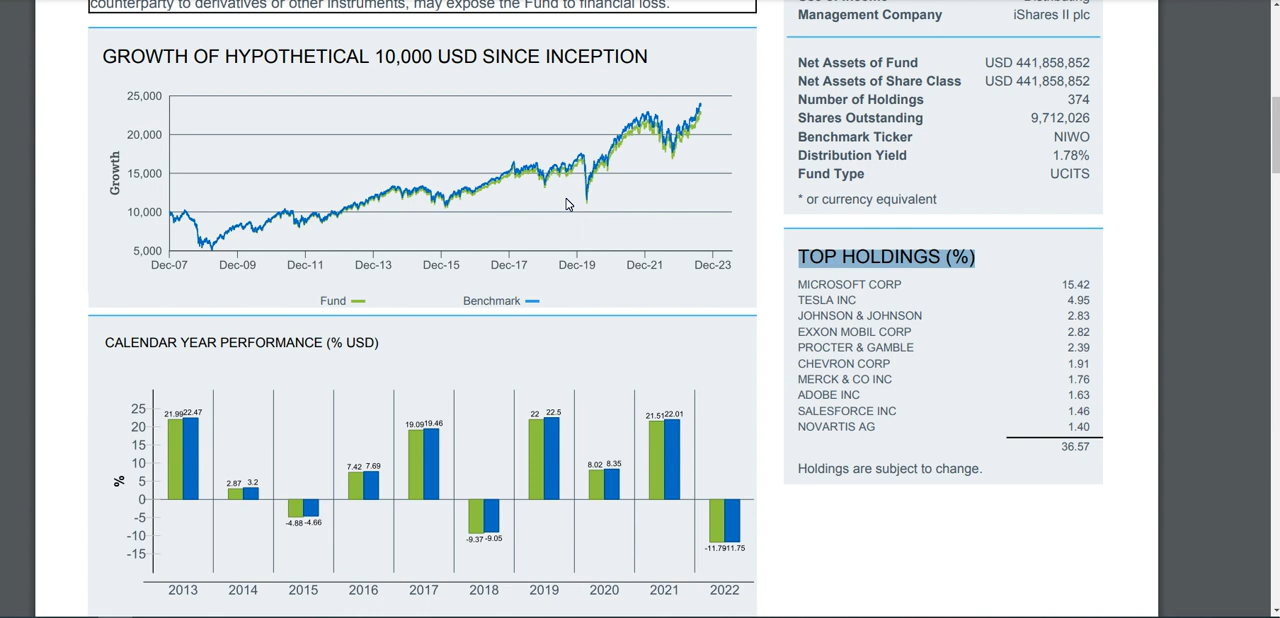 counterparty to derivatives or other instruments, may expose the Fund to financial loss.
GROWTH OF HYPOTHETICAL 10,000 USD SINCE INCEPTION
25,000
20,000
15,000
10,000
5,000
Growth
Dec-07 Dec-09 Dec-11 Dec-13 Dec-15 Dec-17 Dec-19 Dec-21 Dec-23
Fund Benchmark
CALENDAR YEAR PERFORMANCE (% USD)
25
20
15
10
5
0
-5
-10
-15
%
21.99 22.47
2.87 3.2
-4.88 -4.66
7.42 7.69
19.09 19.46
-9.37 -9.05
22 22.5
8.02 8.35
21.51 22.01
-11.79 11.75
2013 2014 2015 2016 2017 2018 2019 2020 2021 2022
Management Company iShares II plc
Net Assets of Fund USD 441,858,852
Net Assets of Share Class USD 441,858,852
Number of Holdings 374
Shares Outstanding 9,712,026
Benchmark Ticker NIWO
Distribution Yield 1.78%
Fund Type UCITS
* or currency equivalent
TOP HOLDINGS (%)
MICROSOFT CORP 15.42
TESLA INC 4.95
JOHNSON & JOHNSON 2.83
EXXON MOBIL CORP 2.82
PROCTER & GAMBLE 2.39
CHEVRON CORP 1.91
MERCK & CO INC 1.76
ADOBE INC 1.63
SALESFORCE INC 1.46
NOVARTIS AG 1.40
36.57
Holdings are subject to change.